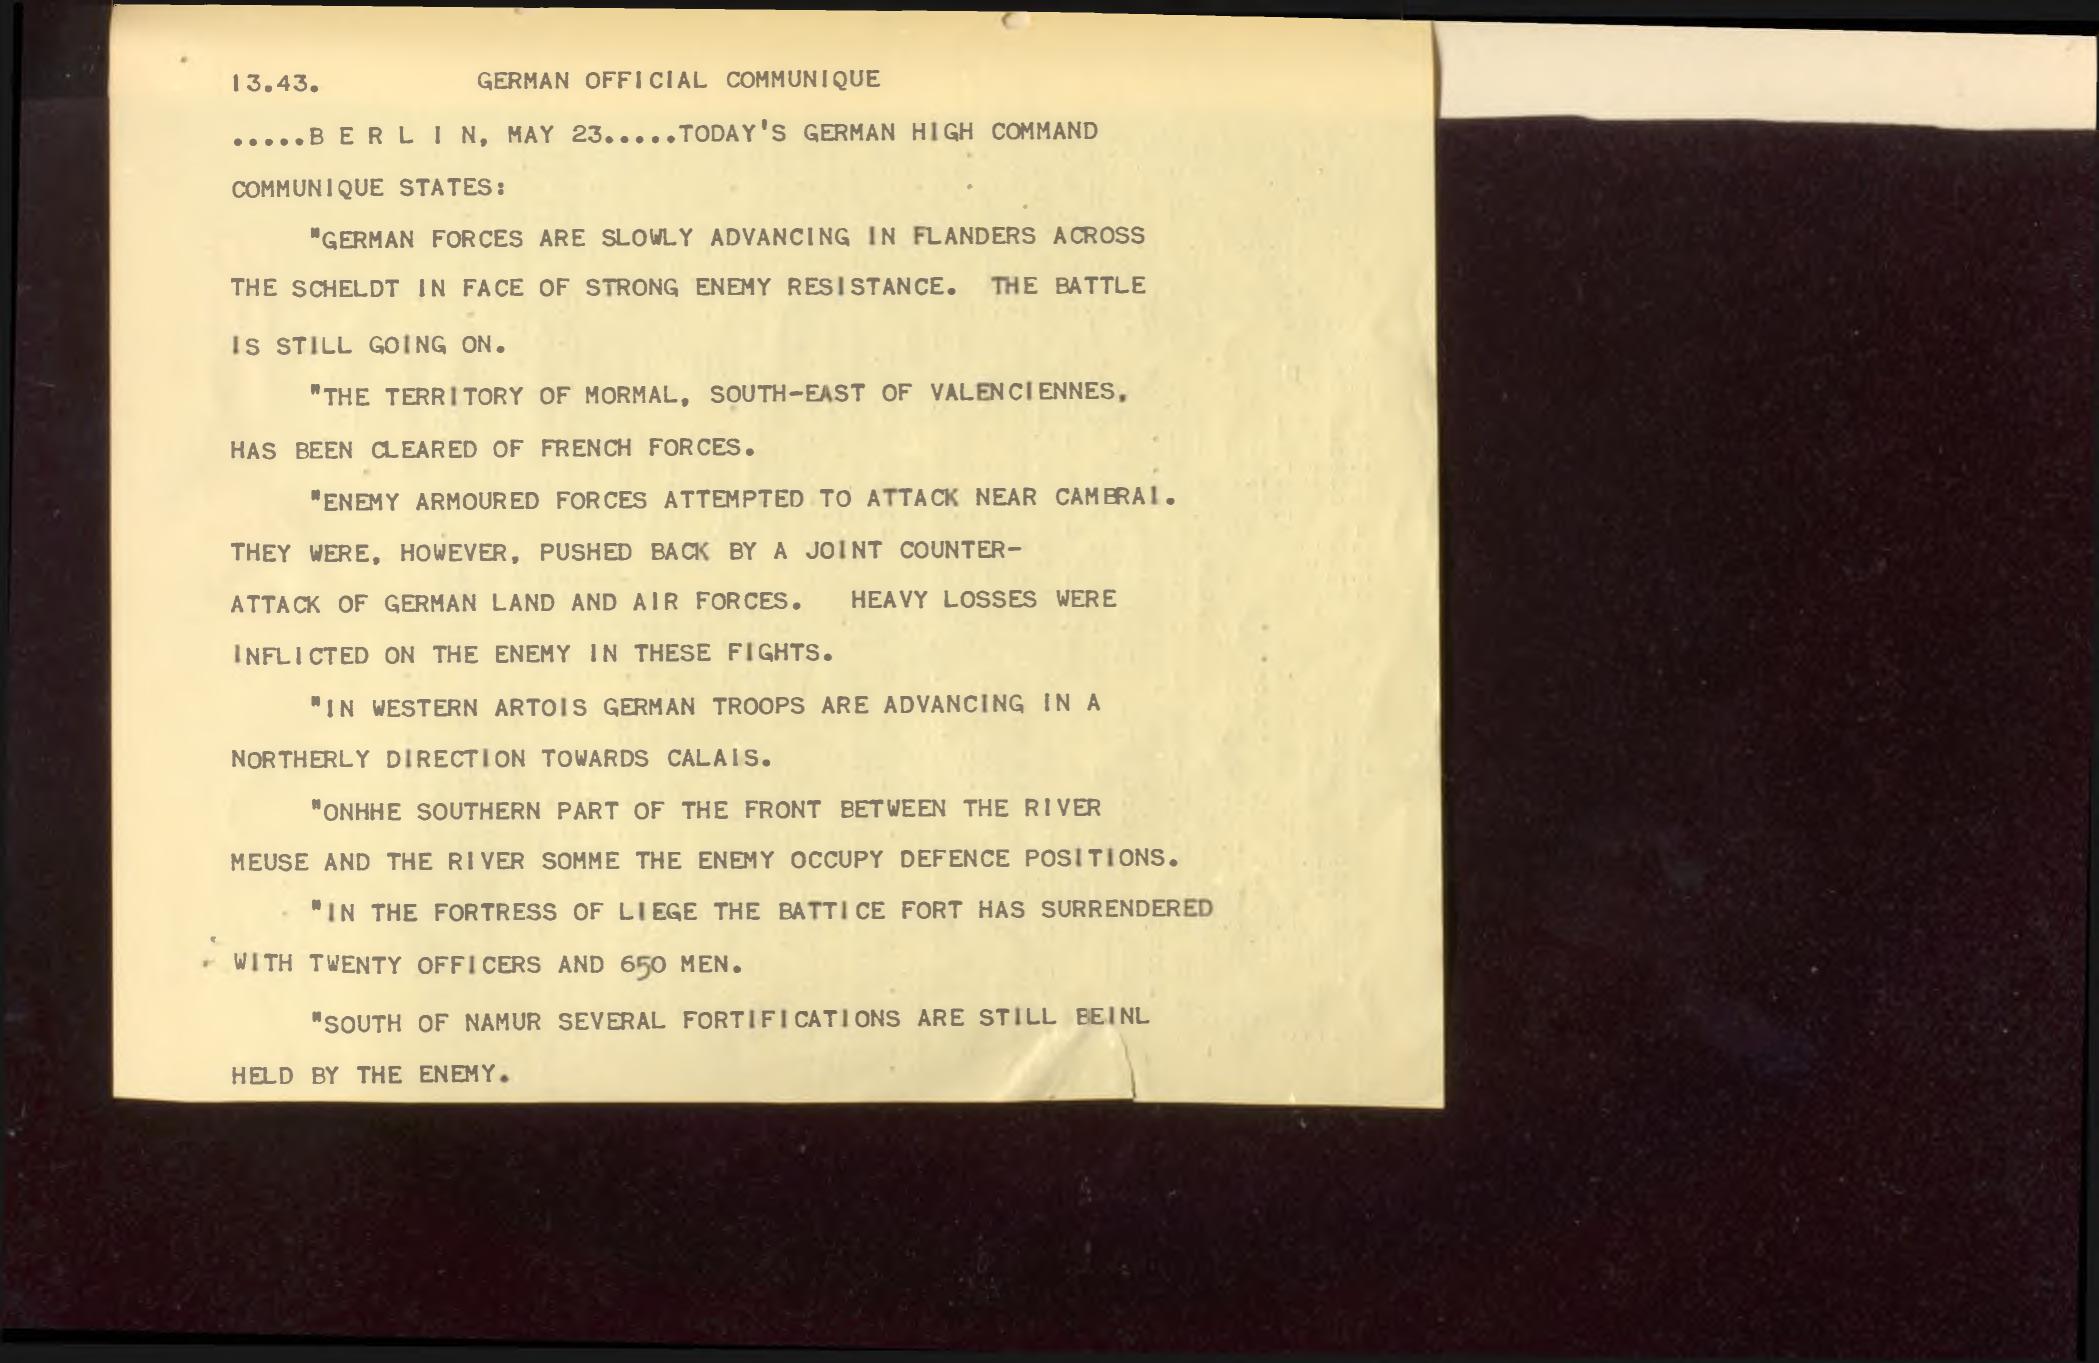 13.43. GERMAN OFFICIAL COMMUNIQUE
.....B E R L I N, MAY 23.....TODAY'S GERMAN HIGH COMMAND
COMMUNIQUE STATES:
"GERMAN FORCES ARE SLOWLY ADVANCING IN FLANDERS ACROSS
THE SCHELDT IN FACE OF STRONG ENEMY RESISTANCE. THE BATTLE
IS STILL GOING ON.
"THE TERRITORY OF MORMAL, SOUTH-EAST OF VALENCIENNES,
HAS BEEN CLEARED OF FRENCH FORCES.
"ENEMY ARMOURED FORCES ATTEMPTED TO ATTACK NEAR CAMBRAI.
THEY WERE, HOWEVER, PUSHED BACK BY A JOINT COUNTER-
ATTACK OF GERMAN LAND AND AIR FORCES. HEAVY LOSSES WERE
INFLICTED ON THE ENEMY IN THESE FIGHTS.
"IN WESTERN ARTOIS GERMAN TROOPS ARE ADVANCING IN A
NORTHERLY DIRECTION TOWARDS CALAIS.
"ONHHE SOUTHERN PART OF THE FRONT BETWEEN THE RIVER
MEUSE AND THE RIVER SOMME THE ENEMY OCCUPY DEFENCE POSITIONS.
"IN THE FORTRESS OF LIEGE THE BATTICE FORT HAS SURRENDERED
WITH TWENTY OFFICERS AND 650 MEN.
"SOUTH OF NAMUR SEVERAL FORTIFICATIONS ARE STILL BEINL
HELD BY THE ENEMY.